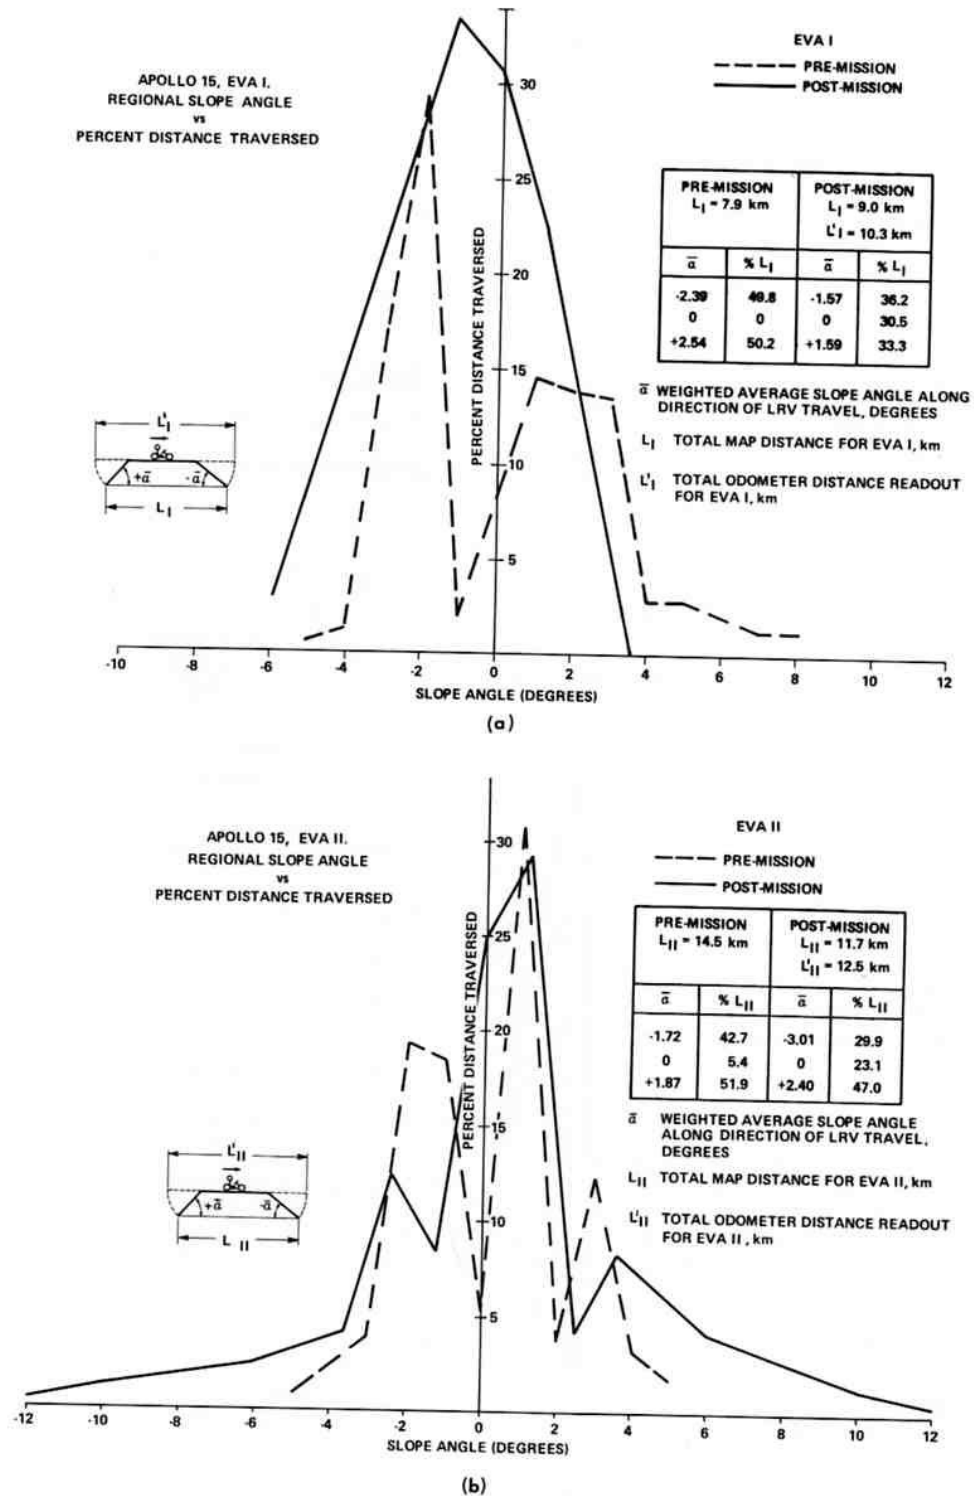 APOLLO 15, EVA I.
REGIONAL SLOPE ANGLE
vs
PERCENT DISTANCE TRAVERSED
EVA I
PRE-MISSION
POST-MISSION
PRE-MISSION
L_I = 7.9 km
POST-MISSION
L_I = 9.0 km
L'_I = 10.3 km
ā % L_I ā % L_I
-2.39 49.8 -1.57 36.2
0 0 0 30.5
+2.54 50.2 +1.59 33.3
ā WEIGHTED AVERAGE SLOPE ANGLE ALONG
DIRECTION OF LRV TRAVEL, DEGREES
L_I TOTAL MAP DISTANCE FOR EVA I, km
L'_I TOTAL ODOMETER DISTANCE READOUT
FOR EVA I, km
L'_I
+ā -ā
L_I
PERCENT DISTANCE TRAVERSED
30
25
20
15
10
5
-10 -8 -6 -4 -2 0 2 4 6 8 10 12
SLOPE ANGLE (DEGREES)
(a)
APOLLO 15, EVA II.
REGIONAL SLOPE ANGLE
vs
PERCENT DISTANCE TRAVERSED
EVA II
PRE-MISSION
POST-MISSION
PRE-MISSION
L_II = 14.5 km
POST-MISSION
L_II = 11.7 km
L'_II = 12.5 km
ā % L_II ā % L_II
-1.72 42.7 -3.01 29.9
0 5.4 0 23.1
+1.87 51.9 +2.40 47.0
ā WEIGHTED AVERAGE SLOPE ANGLE
ALONG DIRECTION OF LRV TRAVEL,
DEGREES
L_II TOTAL MAP DISTANCE FOR EVA II, km
L'_II TOTAL ODOMETER DISTANCE READOUT
FOR EVA II, km
L'_II
+ā -ā
L_II
PERCENT DISTANCE TRAVERSED
30
25
20
15
10
5
-12 -10 -8 -6 -4 -2 0 2 4 6 8 10 12
SLOPE ANGLE (DEGREES)
(b)